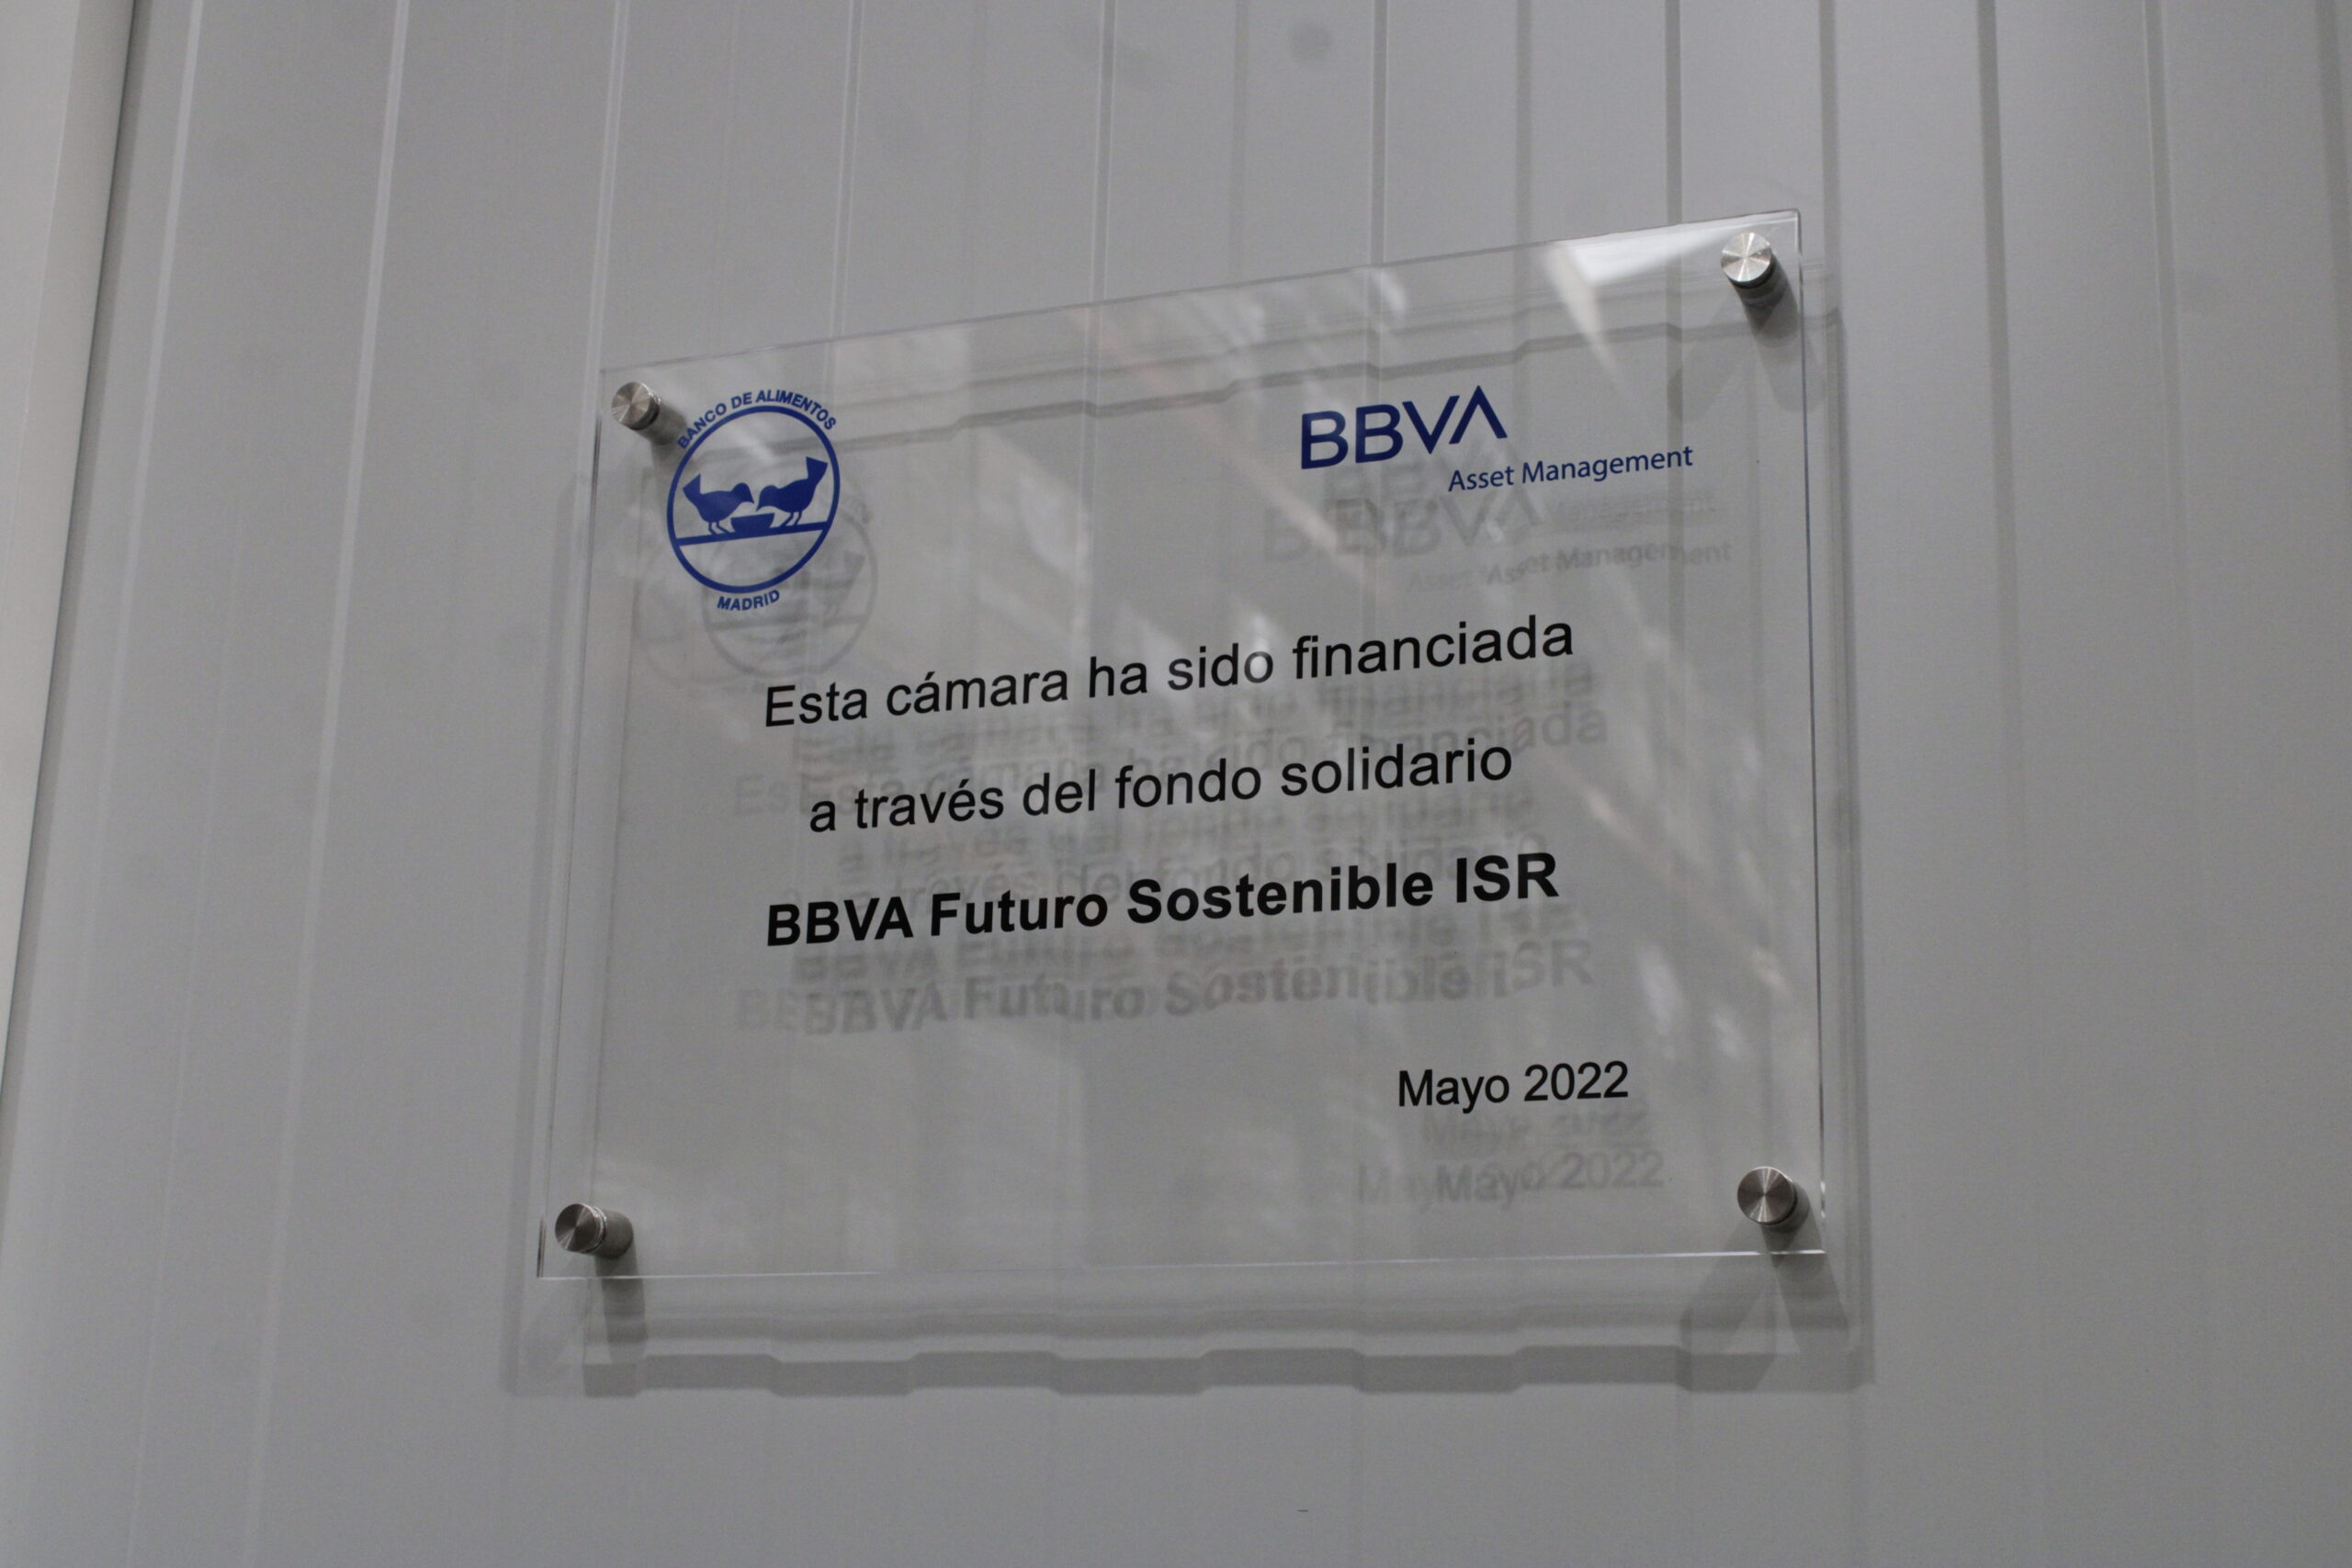 BANCO DE ALIMENTOS
MADRID
BBVA
Asset Management
Esta cámara ha sido financiada
a través del fondo solidario
BBVA Futuro Sostenible ISR
Mayo 2022